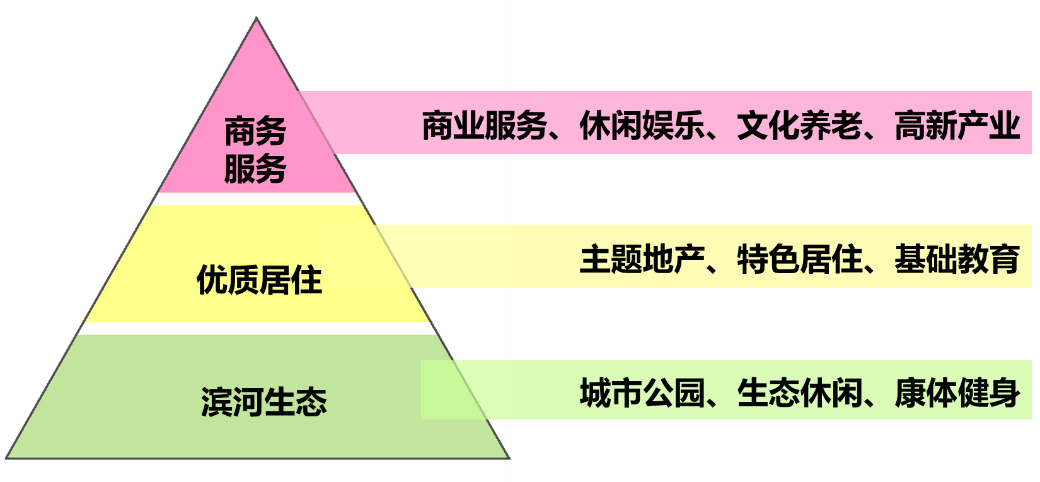 商务
服务
商业服务、休闲娱乐、文化养老、高新产业
优质居住
主题地产、特色居住、基础教育
滨河生态
城市公园、生态休闲、康体健身